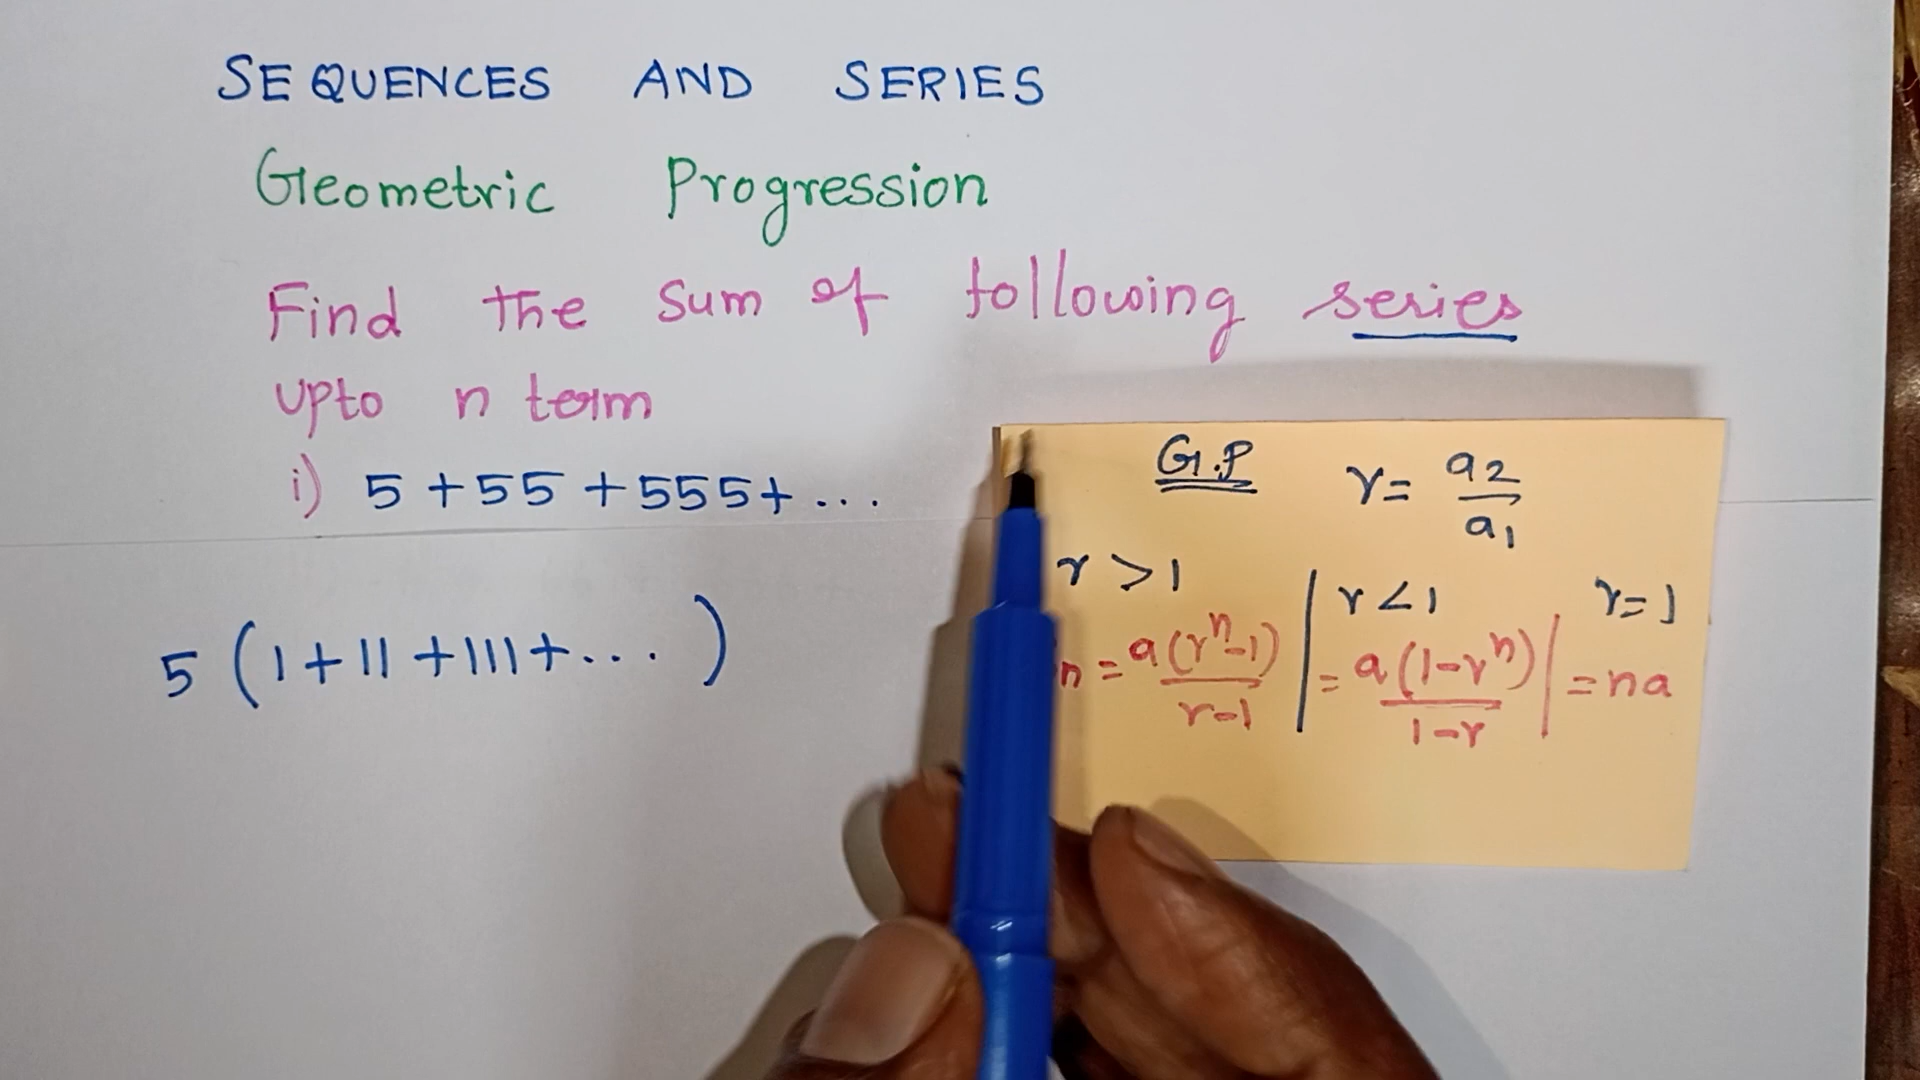 SEQUENCES AND SERIES
Geometric Progression
Find the sum of following series
upto n term
i) 5 + 55 + 555 + ...
5 ( 1 + 11 + 111 + ... )
G.P r = a2/a1
r > 1 | r < 1 r = 1
n = a(r^n-1)/r-1 | = a(1-r^n)/1-r | = na